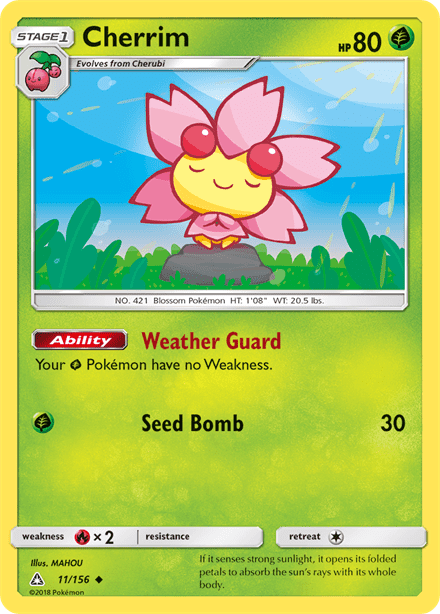 STAGE1
Cherrim
HP80
Evolves from Cherubi
NO. 421 Blossom Pokémon HT: 1'08" WT: 20.5 lbs.
Ability Weather Guard
Your Pokémon have no Weakness.
Seed Bomb 30
weakness ×2 resistance retreat
Illus. MAHOU
11/156
©2018 Pokémon
If it senses strong sunlight, it opens its folded
petals to absorb the sun's rays with its whole
body.